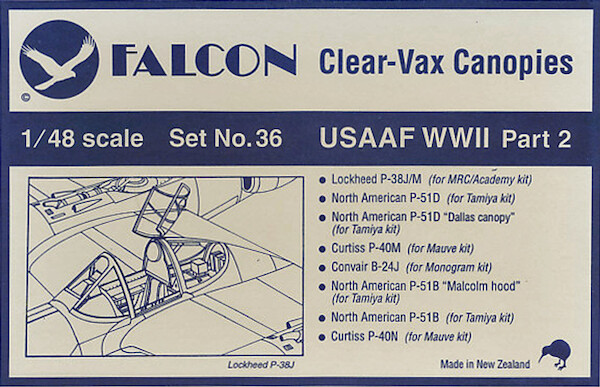 FALCON Clear-Vax Canopies
©
1/48 scale Set No. 36 USAAF WWII Part 2
Lockheed P-38J/M (for MRC/Academy kit)
North American P-51D (for Tamiya kit)
North American P-51D "Dallas canopy"
(for Tamiya kit)
Curtiss P-40M (for Mauve kit)
Convair B-24J (for Monogram kit)
North American P-51B "Malcolm hood"
(for Tamiya kit)
North American P-51B (for Tamiya kit)
Curtiss P-40N (for Mauve kit)
Lockheed P-38J
Made in New Zealand